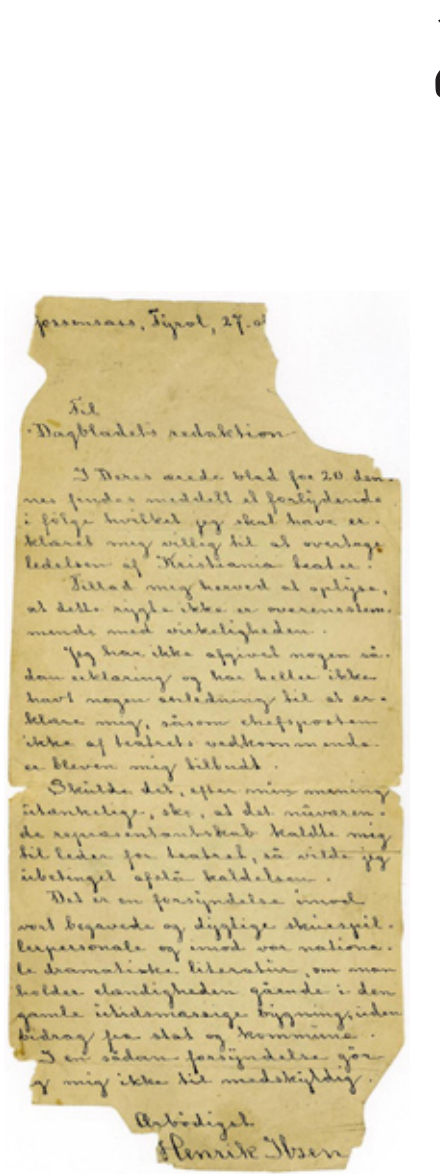 gossensass, Tyrol, 27.
Til
Dagbladets redaktion
I Deres ærede blad for 20 den-
nes findes meddelt et forlydende
i følge hvilket jeg skal have er-
klæret mig villig til at overtage
ledelsen af Kristiania teater.
Tillad mig herved at oplyse,
at dette rygte ikke er overenesstem-
mende med virkeligheden.
Jeg har ikke afgivet nogen så-
dan erklæring og har heller ikke
havt nogen anledning til at er-
klære mig, såsom chefsposten
ikke af teatrets vedkommende
er bleven mig tilbudt.
Skulde det, efter min mening
utænkelige, ske, at det nuværen-
de repræsentantskab kaldte mig
til leder for teatret, så vilde jeg
ubetinget afslå kaldelsen.
Det er en forsyndelse imod
vort begavede og dygtige skuespil-
lerpersonale og imod vor nationa-
le dramatiske literatur, om man
holder elændigheden gående i den
gamle utidsmæssige bygning, uden
bidrag fra stat og kommune.
I en sådan forsyndelse gør
g mig ikke til medskyldig.
Ærbødigst
Henrik Ibsen